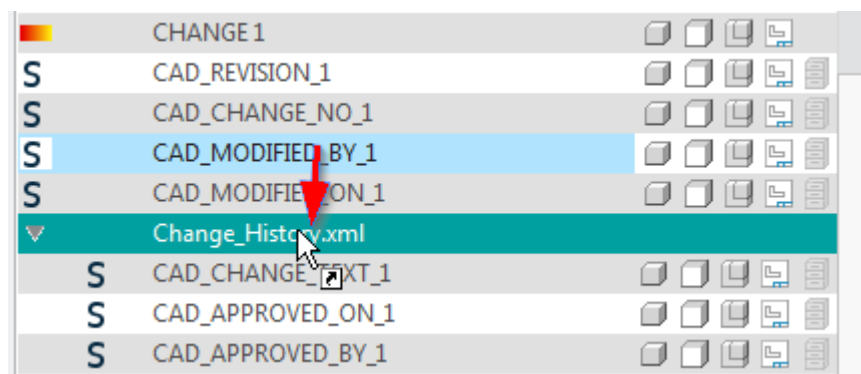 CHANGE 1
S CAD_REVISION_1
S CAD_CHANGE_NO_1
S CAD_MODIFIED_BY_1
S CAD_MODIFIED_ON_1
Change_History.xml
S CAD_CHANGE_TEXT_1
S CAD_APPROVED_ON_1
S CAD_APPROVED_BY_1